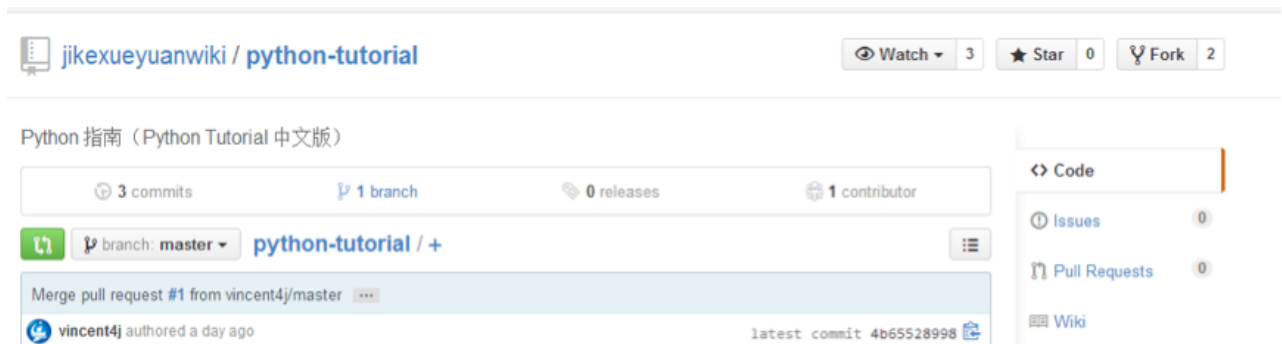 jikexueyuanwiki / python-tutorial
Watch 3 Star 0 Fork 2
Python 指南（Python Tutorial 中文版）
3 commits 1 branch 0 releases 1 contributor
branch: master python-tutorial / +
Merge pull request #1 from vincent4j/master ...
vincent4j authored a day ago latest commit 4b65528998
<> Code
Issues 0
Pull Requests 0
Wiki